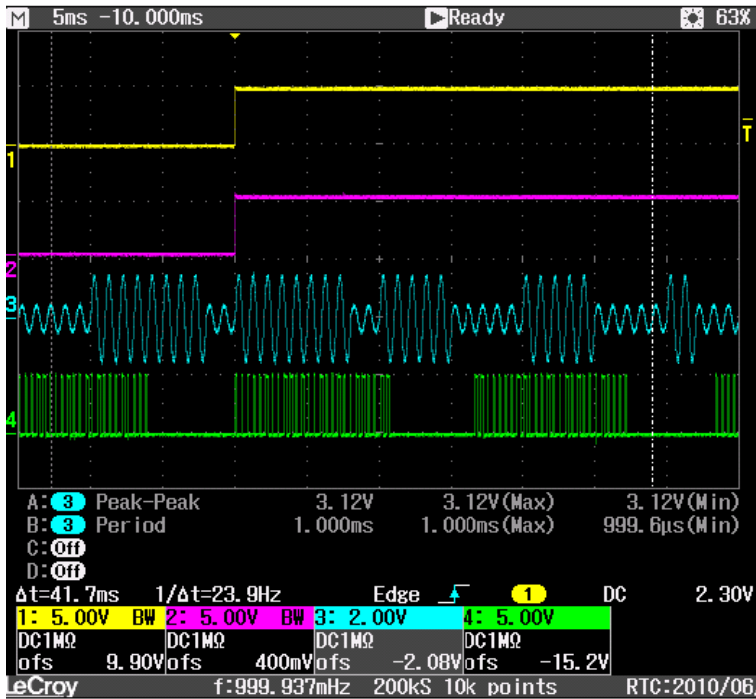 M 5ms -10.000ms Ready 63%
T
1
2
3
4
A: 3 Peak-Peak 3.12V 3.12V(Max) 3.12V(Min)
B: 3 Period 1.000ms 1.000ms(Max) 999.6µs(Min)
C: Off
D: Off
Δt=41.7ms 1/Δt=23.9Hz Edge 1 DC 2.30V
1: 5.00V BW 2: 5.00V BW 3: 2.00V 4: 5.00V
DC1MΩ DC1MΩ DC1MΩ DC1MΩ
ofs 9.90V ofs 400mV ofs -2.08V ofs -15.2V
LeCroy f:999.937mHz 200kS 10k points RTC:2010/06